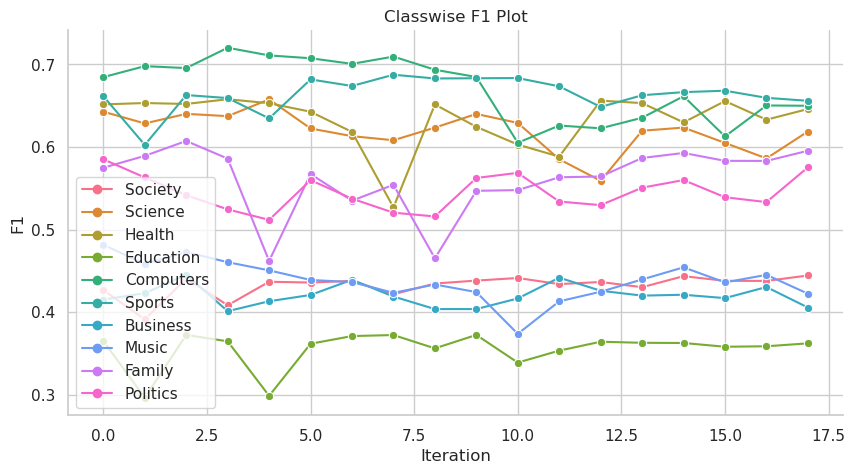 Classwise F1 Plot
F1
0.7
0.6
0.5
0.4
0.3
Society
Science
Health
Education
Computers
Sports
Business
Music
Family
Politics
0.0 2.5 5.0 7.5 10.0 12.5 15.0 17.5
Iteration